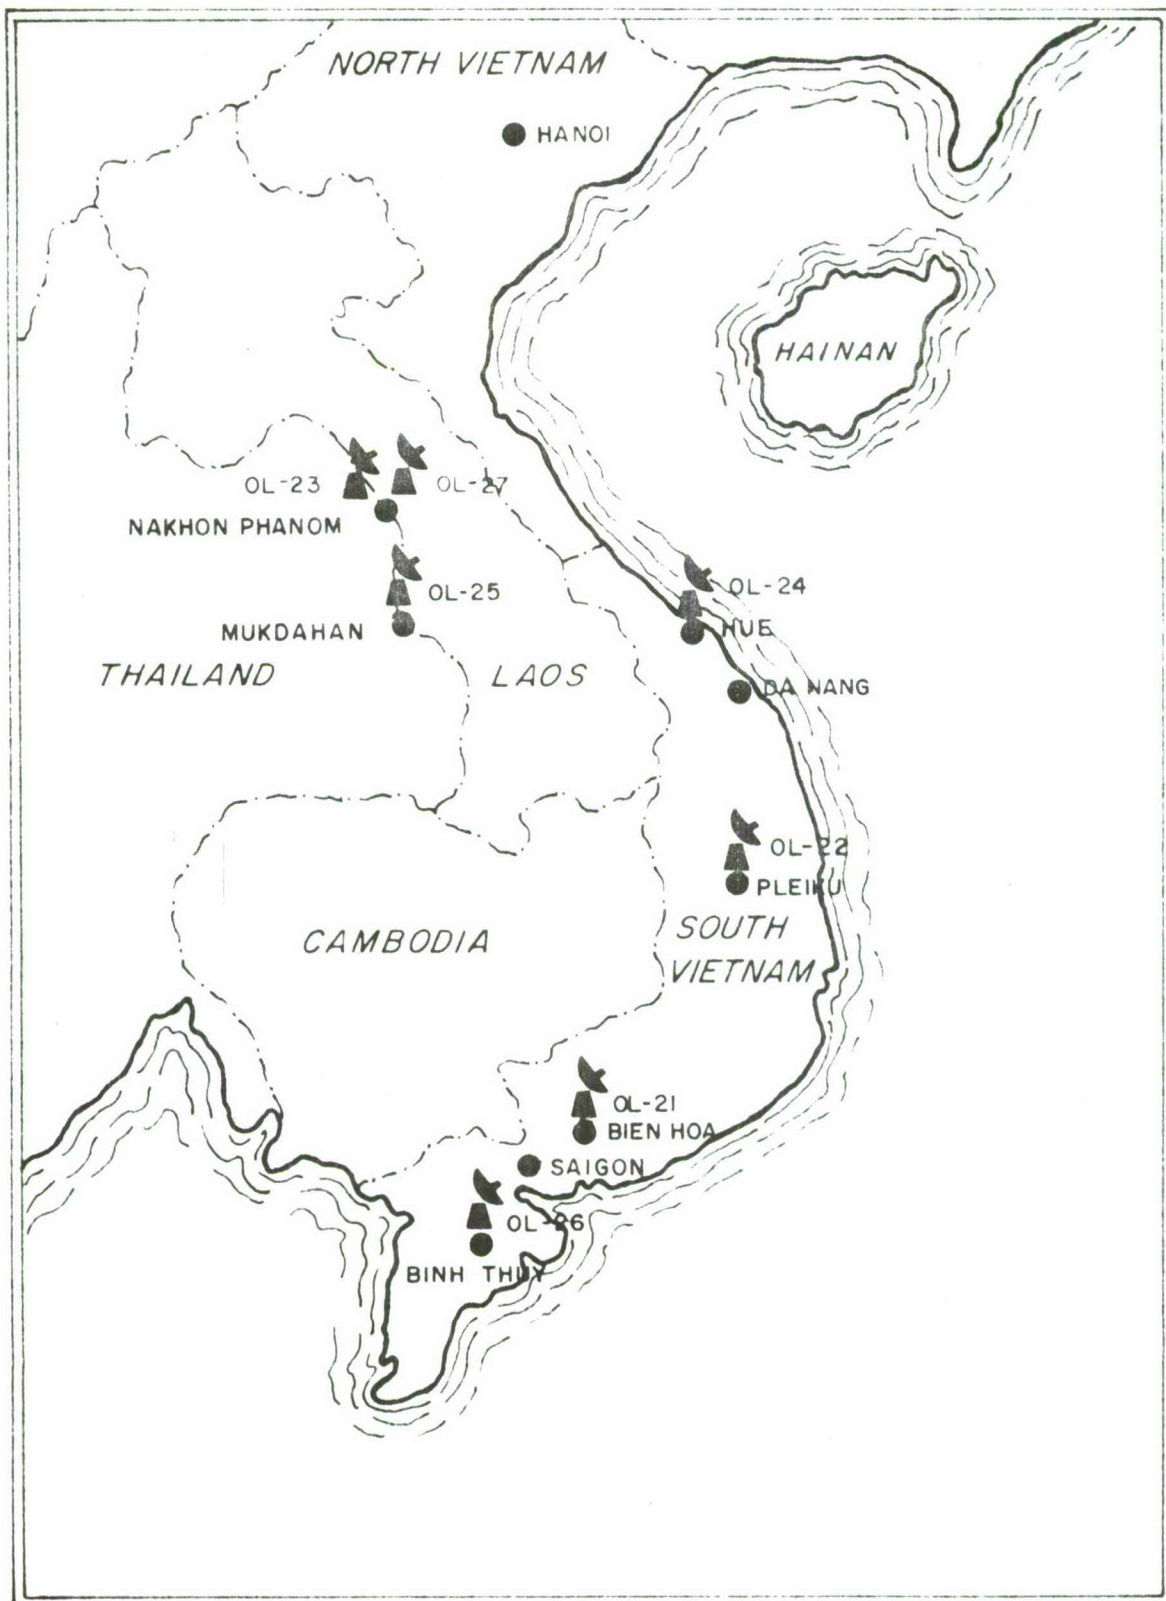 NORTH VIETNAM
HANOI
HAINAN
OL-23
OL-27
NAKHON PHANOM
OL-25
OL-24
MUKDAHAN
HUE
THAILAND
LAOS
DA NANG
OL-22
PLEIKU
CAMBODIA
SOUTH
VIETNAM
OL-21
BIEN HOA
SAIGON
OL-26
BINH THUY